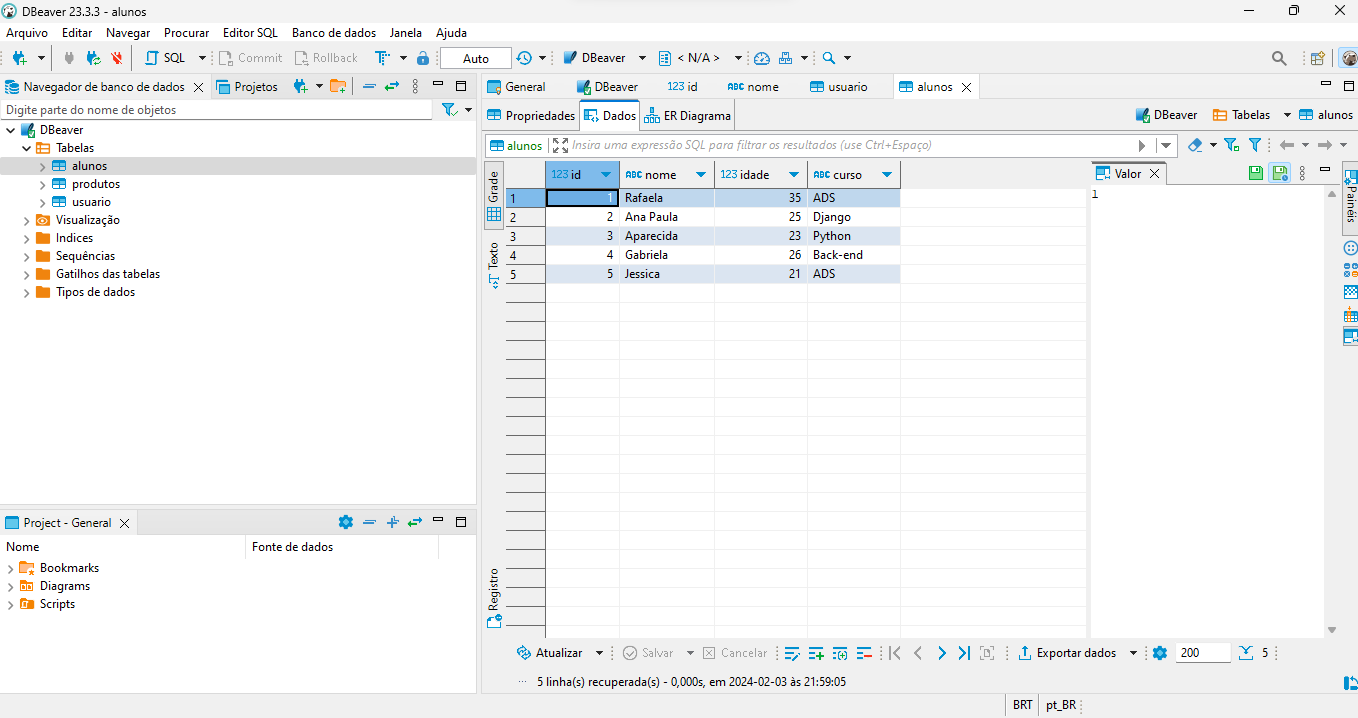 DBeaver 23.3.3 - alunos
Arquivo Editar Navegar Procurar Editor SQL Banco de dados Janela Ajuda
SQL Commit Rollback Auto DBeaver < N/A >
Navegador de banco de dados Projetos
Digite parte do nome de objetos
DBeaver
Tabelas
alunos
produtos
usuario
Visualização
Indices
Sequências
Gatilhos das tabelas
Tipos de dados
Project - General
Nome Fonte de dados
Bookmarks
Diagrams
Scripts
General DBeaver 123 id ABC nome usuario alunos
Propriedades Dados ER Diagrama DBeaver Tabelas alunos
alunos Insira uma expressão SQL para filtrar os resultados (use Ctrl+Espaço)
Grade
Texto
Registro
123 id ABC nome 123 idade ABC curso
1 1 Rafaela 35 ADS
2 2 Ana Paula 25 Django
3 3 Aparecida 23 Python
4 4 Gabriela 26 Back-end
5 5 Jessica 21 ADS
Valor
1
Painéis
Atualizar Salvar Cancelar Exportar dados 200 5
5 linha(s) recuperada(s) - 0,000s, em 2024-02-03 às 21:59:05
BRT pt_BR